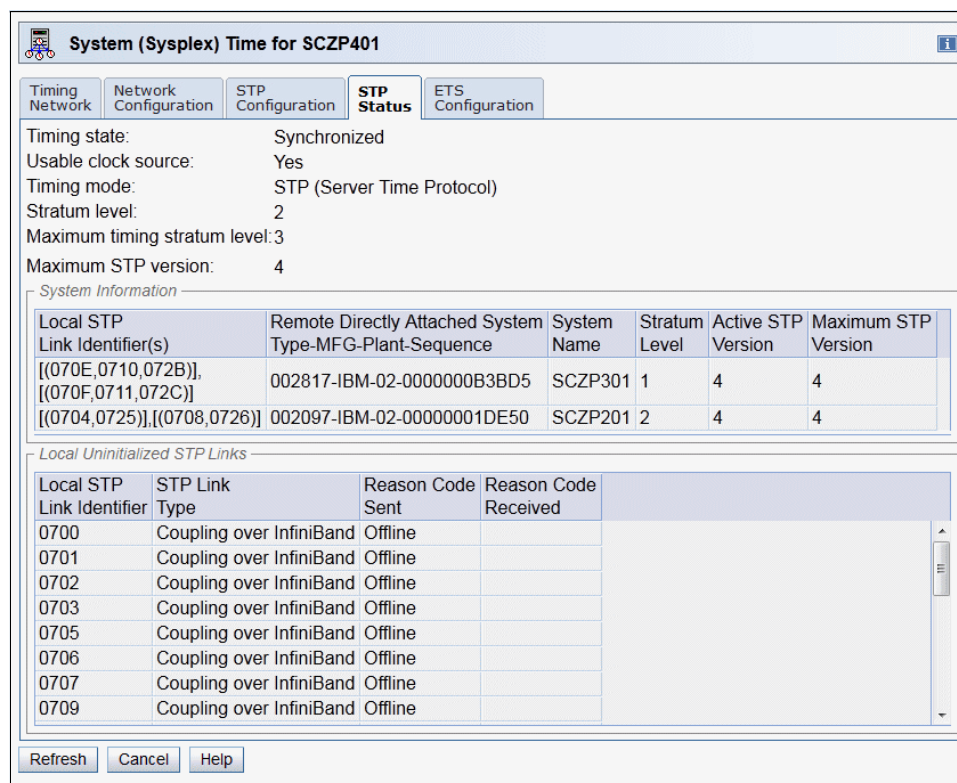 System (Sysplex) Time for SCZP401
i
Timing Network
Network Configuration
STP Configuration
STP Status
ETS Configuration
Timing state: Synchronized
Usable clock source: Yes
Timing mode: STP (Server Time Protocol)
Stratum level: 2
Maximum timing stratum level: 3
Maximum STP version: 4
System Information
Local STP Link Identifier(s) Remote Directly Attached System Type-MFG-Plant-Sequence System Name Stratum Level Active STP Version Maximum STP Version
[(070E,0710,072B)],
[(070F,0711,072C)] 002817-IBM-02-0000000B3BD5 SCZP301 1 4 4
[(0704,0725)],[(0708,0726)] 002097-IBM-02-00000001DE50 SCZP201 2 4 4
Local Uninitialized STP Links
Local STP Link Identifier STP Link Type Reason Code Sent Reason Code Received
0700 Coupling over InfiniBand Offline
0701 Coupling over InfiniBand Offline
0702 Coupling over InfiniBand Offline
0703 Coupling over InfiniBand Offline
0705 Coupling over InfiniBand Offline
0706 Coupling over InfiniBand Offline
0707 Coupling over InfiniBand Offline
0709 Coupling over InfiniBand Offline
Refresh Cancel Help